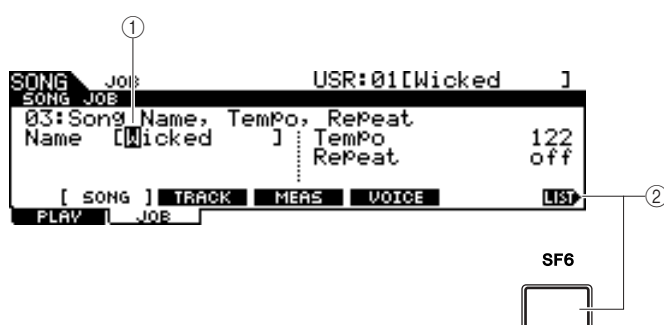 ①
SONG JOB USR:01[Wicked ]
SONG JOB
03:Song Name, Tempo, Repeat
Name [Wicked ] Tempo 122
Repeat off
[ SONG ] TRACK MEAS VOICE LIST
PLAY JOB
②
SF6